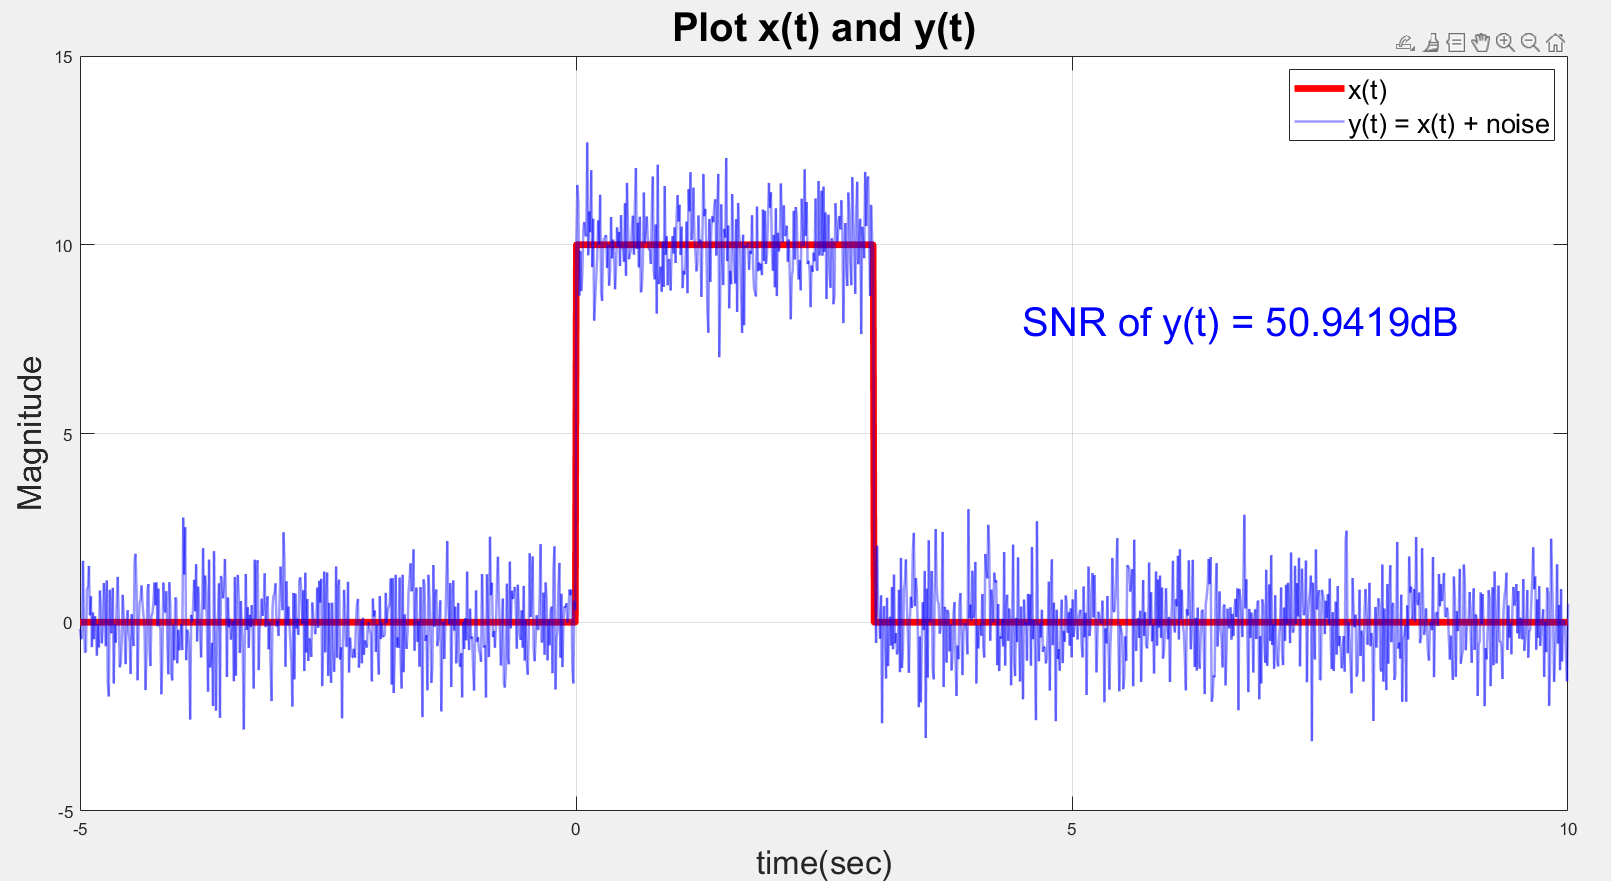 Plot x(t) and y(t)
x(t)
y(t) = x(t) + noise
SNR of y(t) = 50.9419dB
Magnitude
15
10
5
0
-5
-5
0
5
10
time(sec)